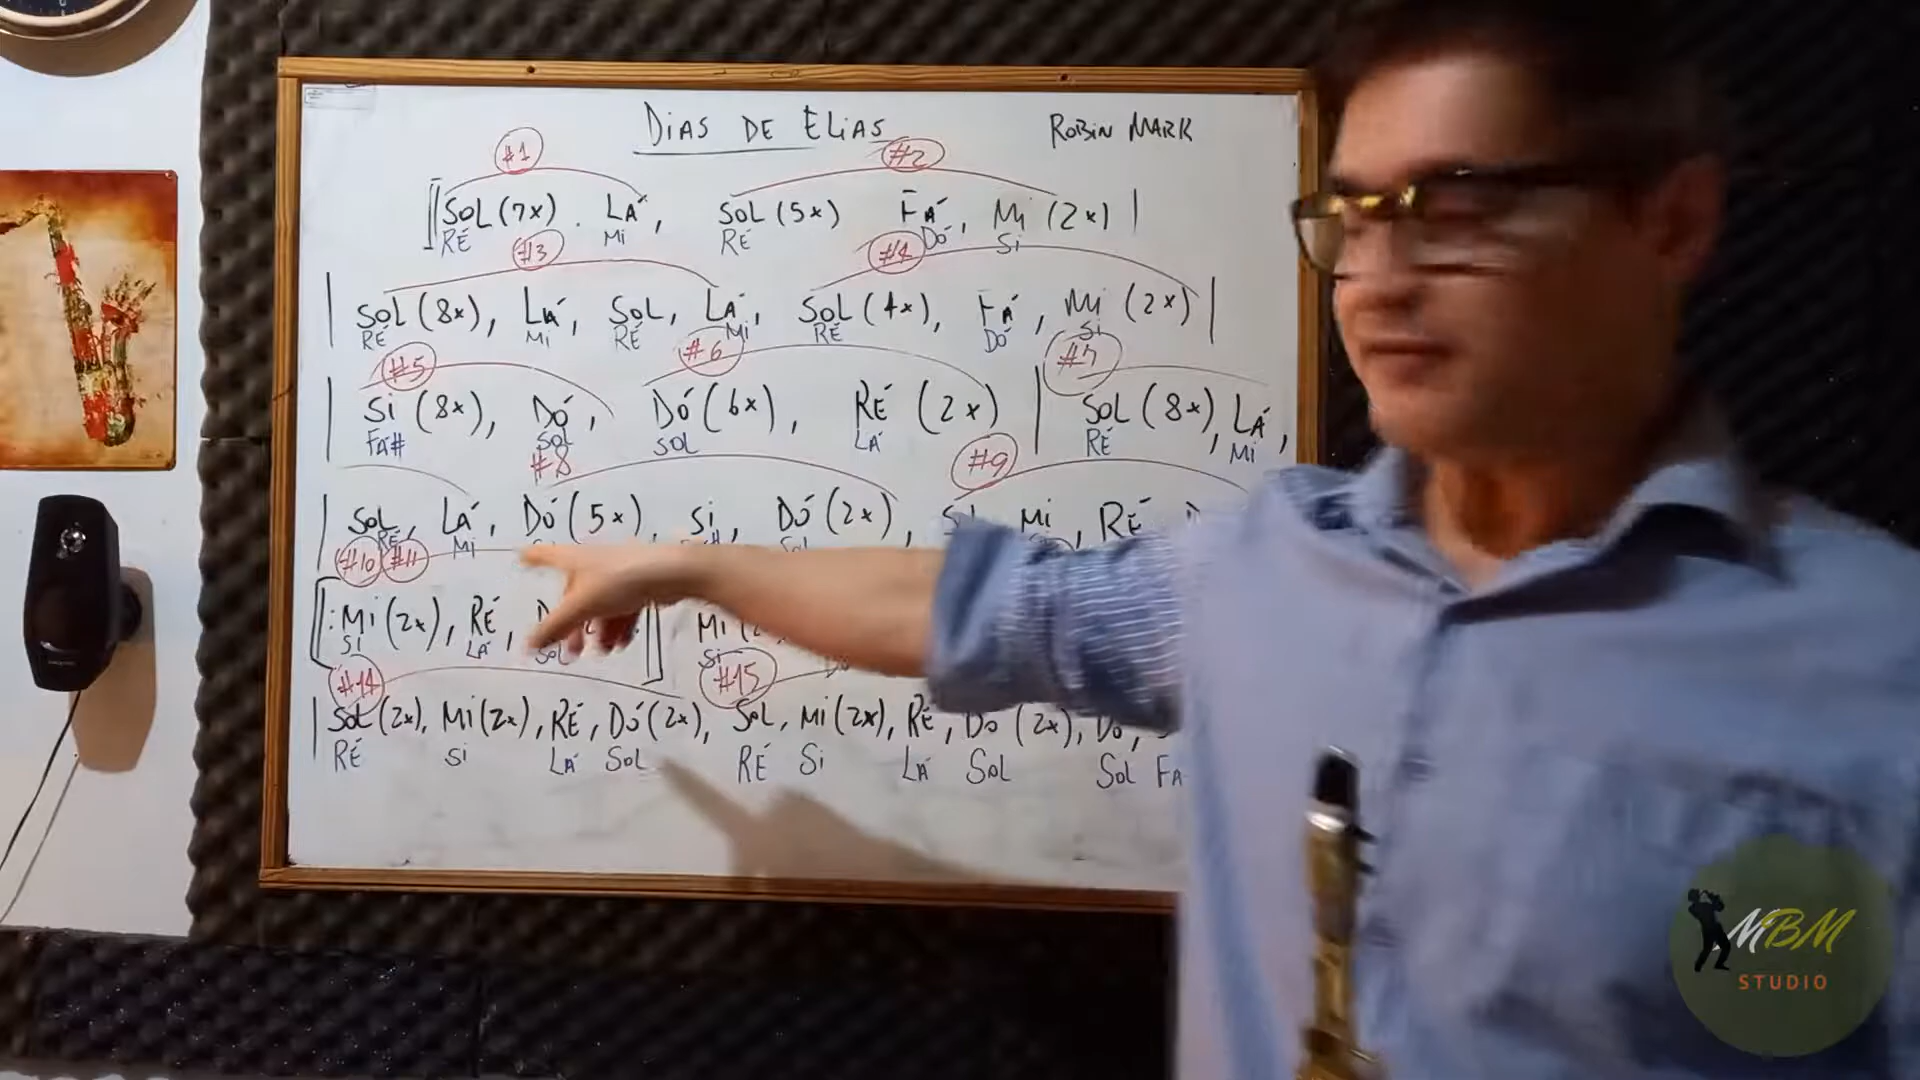 DIAS DE ELIAS ROBIN MARK
#1 #2
SOL (7x) . LÁ, SOL (5x) FÁ, Mi (2x)
RÉ Mi RÉ DÓ Si
#3 #4
SOL (8x), LÁ, SOL, LÁ, SOL (4x), FÁ, Mi (2x)
RÉ Mi RÉ Mi RÉ DÓ Si
#5 #6 #7
Si (8x), DÓ, DÓ (6x), RÉ (2x) SOL (8x), LÁ,
FÁ# SOL SOL LÁ RÉ Mi
#8 #9
SOL, LÁ, DÓ (5x), Si, DÓ (2x), Mi, RÉ
RÉ Mi
#10 #11
Mi (2x), RÉ, Mi
Si LÁ SOL Si
#14 #15
SOL (2x), Mi (2x), RÉ, DÓ (2x), SOL, Mi (2x), RÉ, DO (2x), DÓ,
RÉ Si LÁ SOL RÉ Si LÁ SOL SOL FÁ
MBM
STUDIO